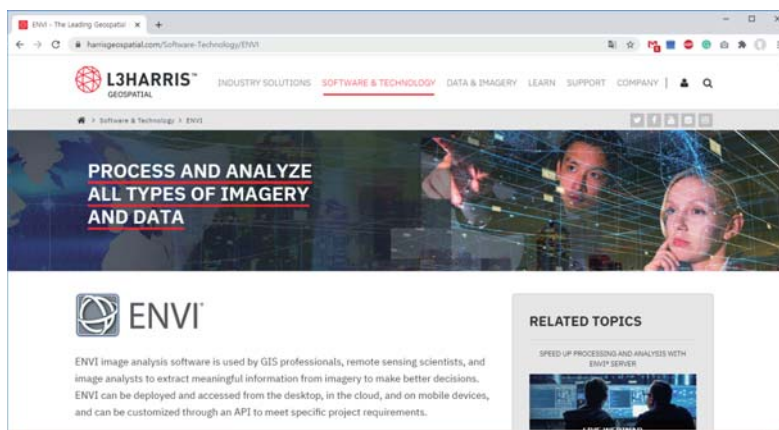 ENVI - The Leading Geospatial
harrisgeospatial.com/Software-Technology/ENVI
L3HARRIS™
GEOSPATIAL
INDUSTRY SOLUTIONS SOFTWARE & TECHNOLOGY DATA & IMAGERY LEARN SUPPORT COMPANY
> Software & Technology > ENVI
PROCESS AND ANALYZE
ALL TYPES OF IMAGERY
AND DATA
ENVI®
ENVI image analysis software is used by GIS professionals, remote sensing scientists, and
image analysts to extract meaningful information from imagery to make better decisions.
ENVI can be deployed and accessed from the desktop, in the cloud, and on mobile devices,
and can be customized through an API to meet specific project requirements.
RELATED TOPICS
SPEED UP PROCESSING AND ANALYSIS WITH
ENVI® SERVER
LIVE WEBINAR